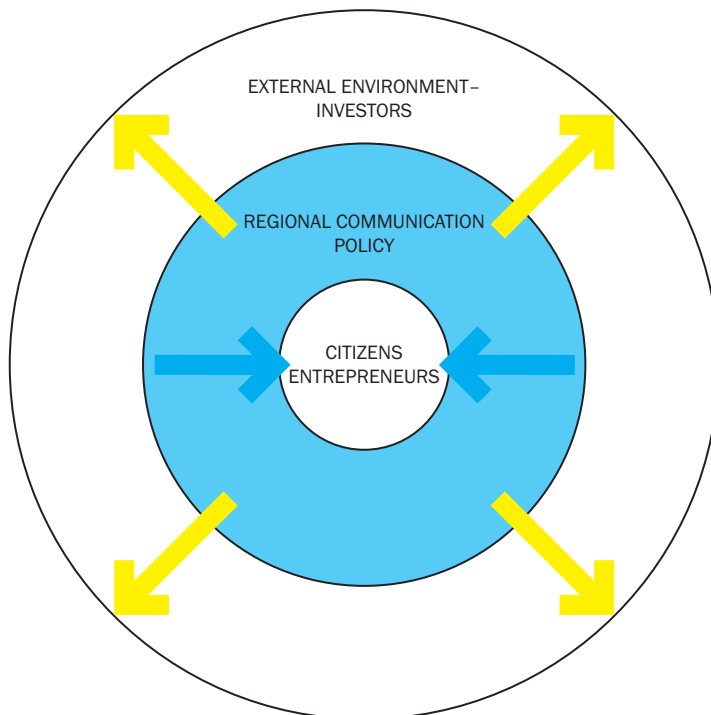 EXTERNAL ENVIRONMENT–
INVESTORS
REGIONAL COMMUNICATION
POLICY
CITIZENS
ENTREPRENEURS